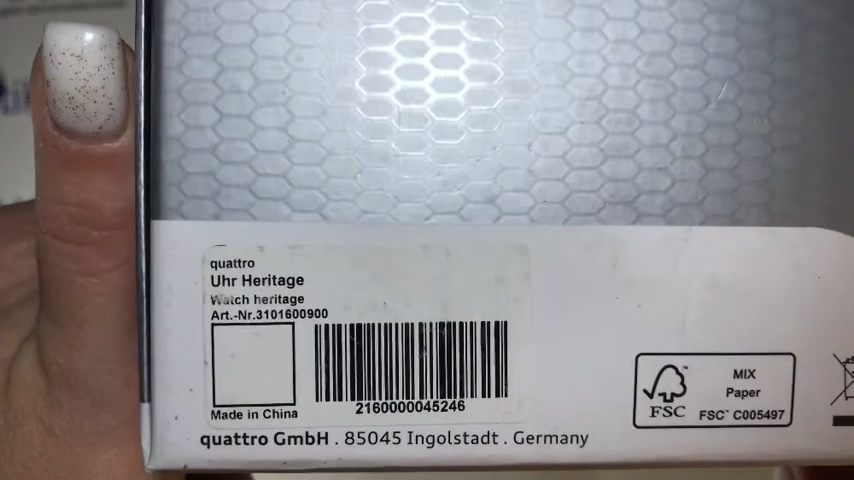 quattro
Uhr Heritage
Watch heritage
Art.-Nr.3101600900
Made in China
2160000045246
quattro GmbH . 85045 Ingolstadt . Germany
MIX
Paper
FSC™ C005497
FSC™